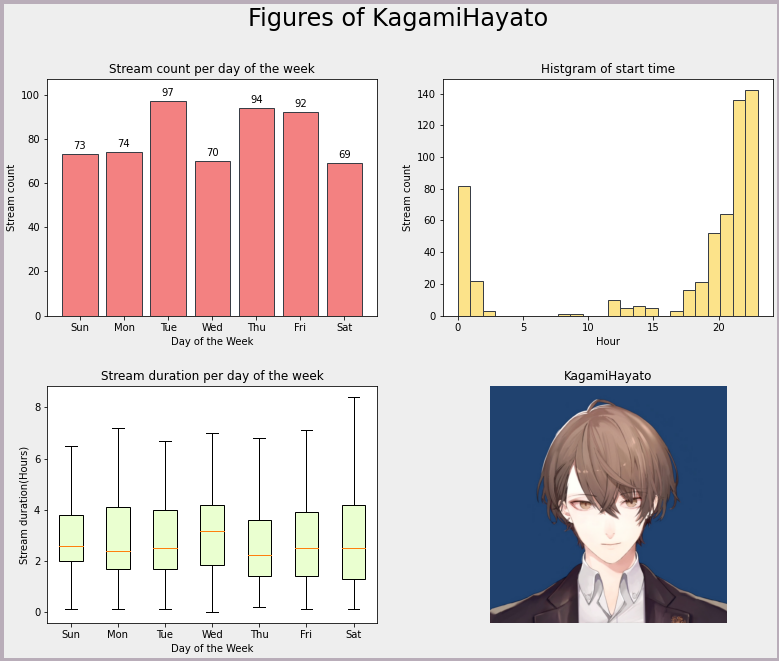 Figures of KagamiHayato
Stream count per day of the week
Stream count
100
80
60
40
20
0
73
74
97
70
94
92
69
Sun Mon Tue Wed Thu Fri Sat
Day of the Week
Histgram of start time
Stream count
140
120
100
80
60
40
20
0
0 5 10 15 20
Hour
Stream duration per day of the week
Stream duration(Hours)
8
6
4
2
0
Sun Mon Tue Wed Thu Fri Sat
Day of the Week
KagamiHayato